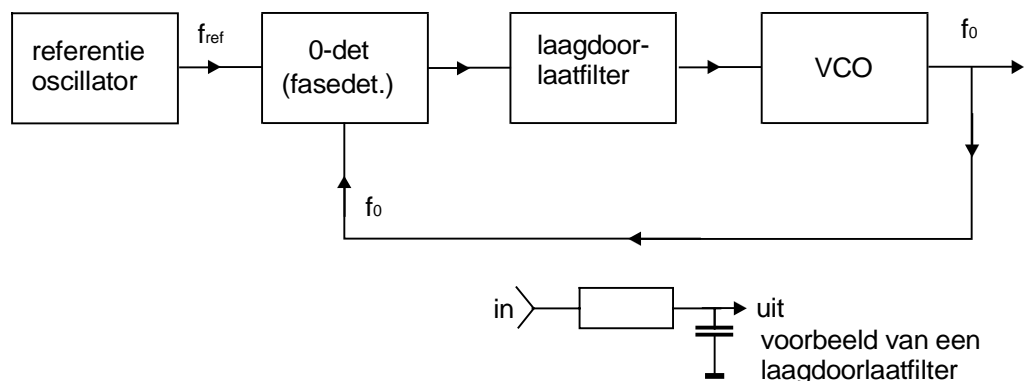 referentie
oscillator
fref
0-det
(fasedet.)
laagdoor-
laatfilter
VCO
f0
f0
in
uit
voorbeeld van een
laagdoorlaatfilter